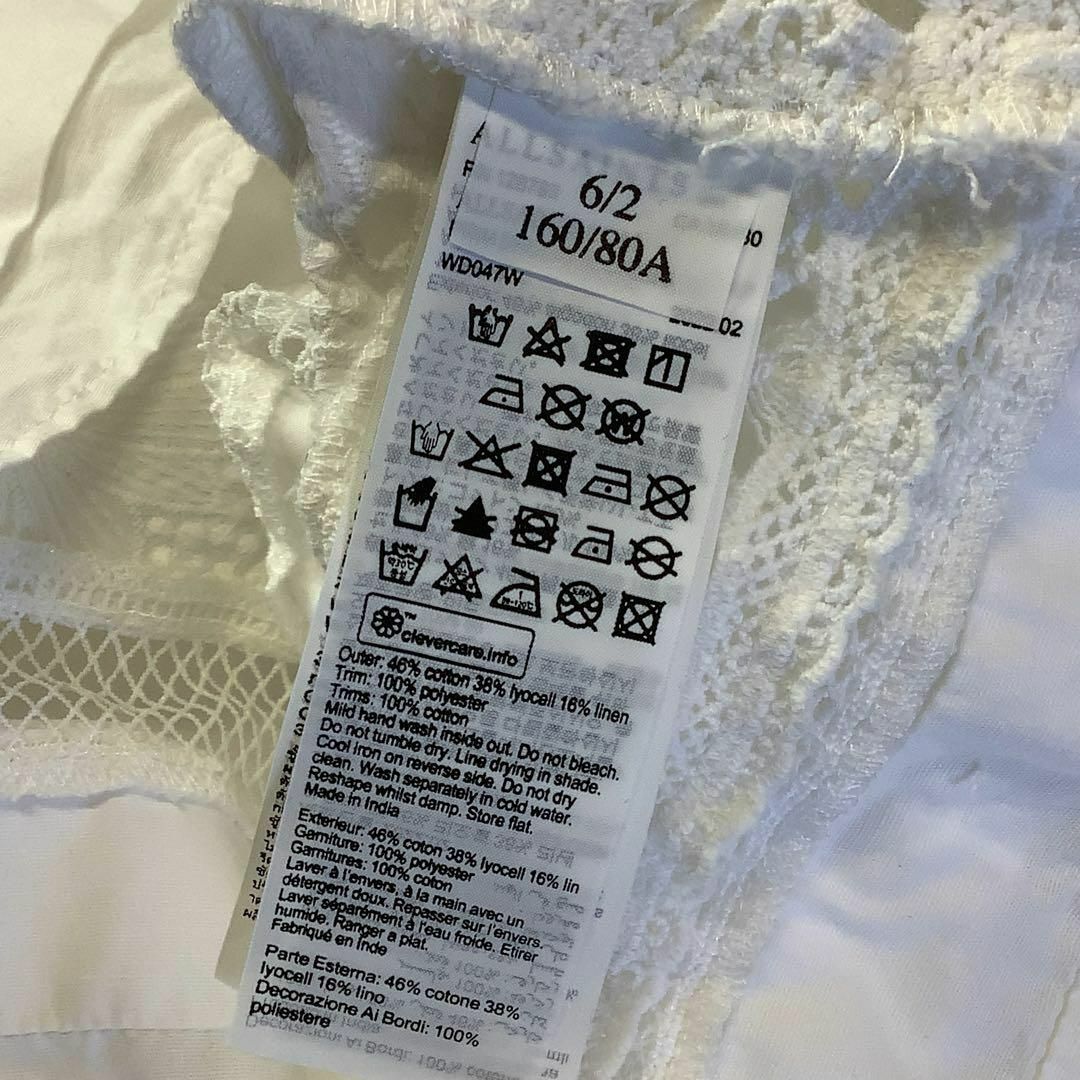 6/2
160/80A
30
WD047W
02
W
clevercare.info
Outer: 46% cotton 38% lyocell 16% linen
Trim: 100% polyester
Trims: 100% cotton
Mild hand wash inside out. Do not bleach.
Do not tumble dry. Line drying in shade.
Cool iron on reverse side. Do not dry
clean. Wash separately in cold water.
Reshape whilst damp. Store flat.
Made in India
Exterieur: 46% coton 38% lyocell 16% lin
Garniture: 100% polyester
Garnitures: 100% coton
Laver à l'envers, à la main avec un
détergent doux. Repasser sur l'envers.
Laver séparément à l'eau froide. Etirer
humide. Ranger a plat.
Fabriqué en Inde
Parte Esterna: 46% cotone 38%
lyocell 16% lino
Decorazione Ai Bordi: 100%
poliestere